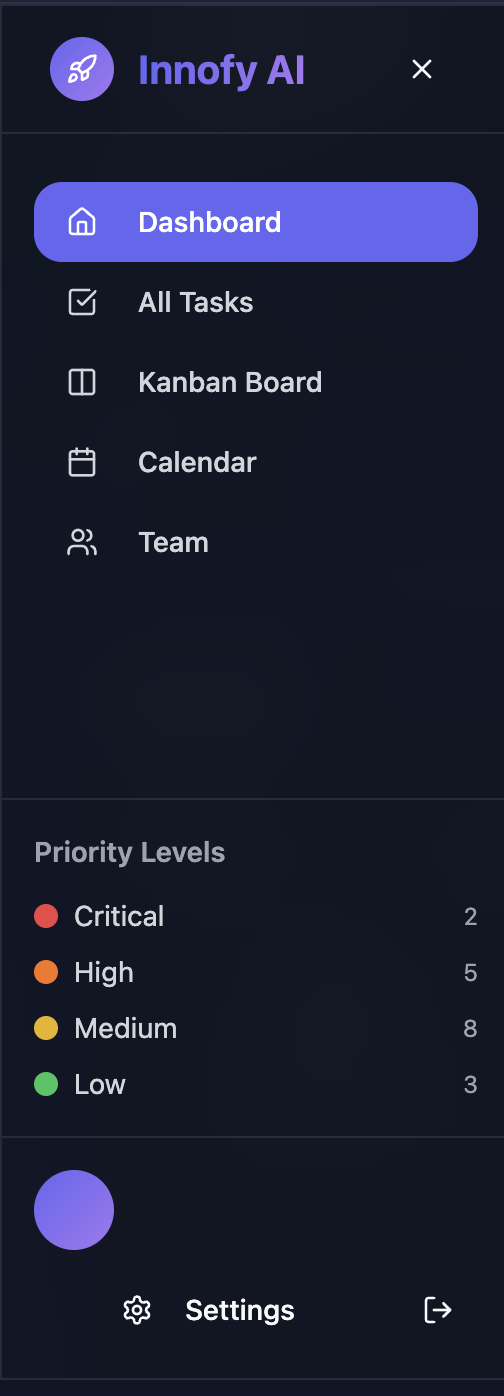 Innofy AI
Dashboard
All Tasks
Kanban Board
Calendar
Team
Priority Levels
Critical 2
High 5
Medium 8
Low 3
Settings